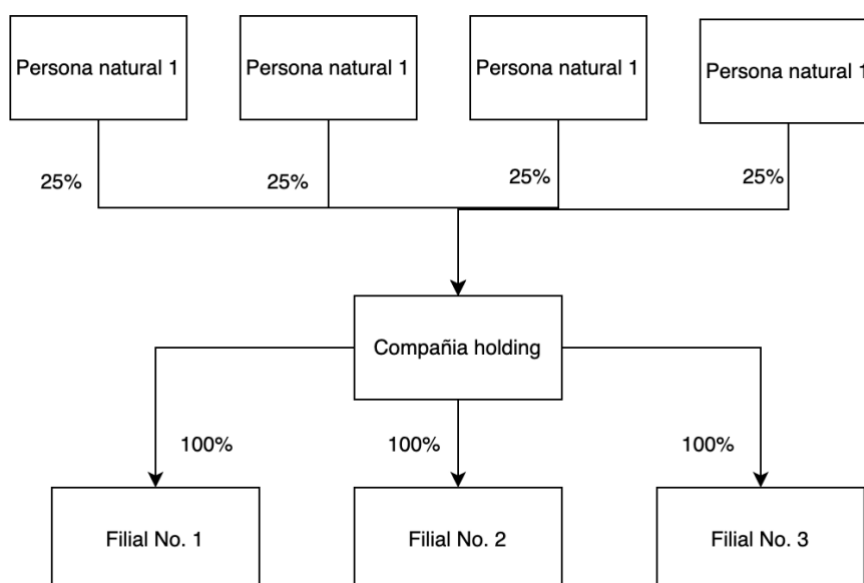 Persona natural 1
Persona natural 1
Persona natural 1
Persona natural 1
25%
25%
25%
25%
Compañia holding
100%
100%
100%
Filial No. 1
Filial No. 2
Filial No. 3